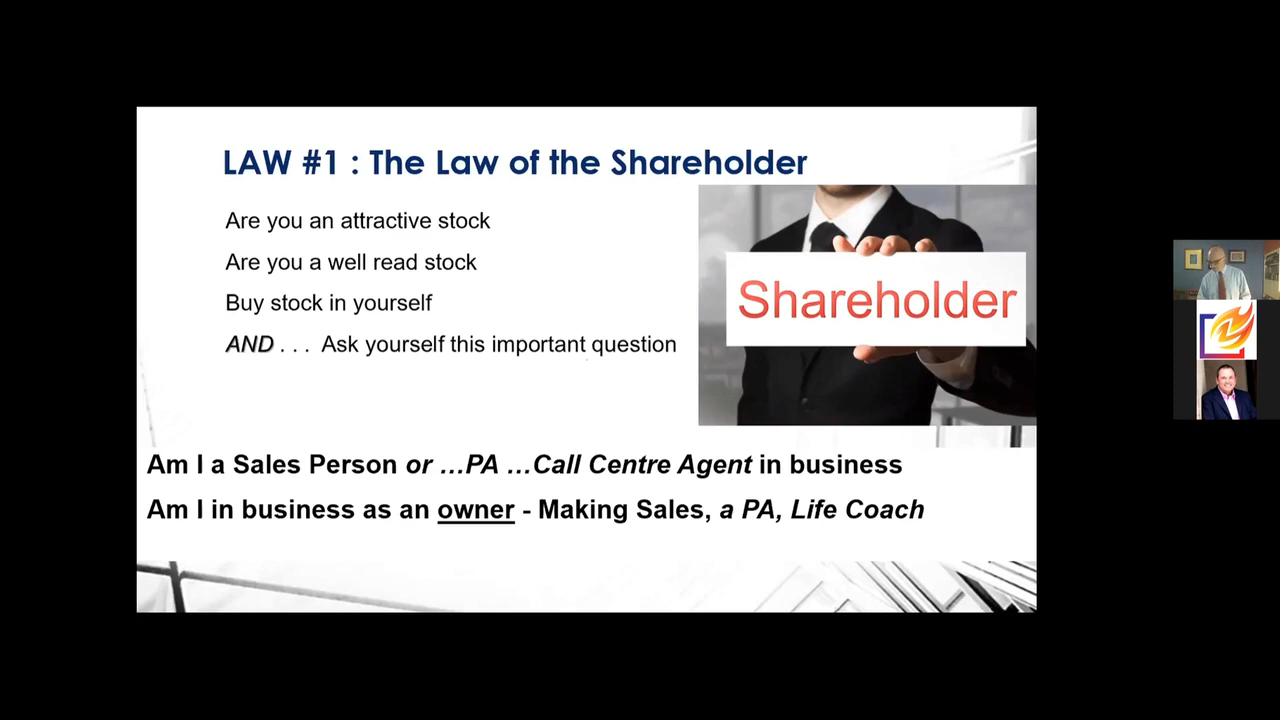 LAW #1 : The Law of the Shareholder
Are you an attractive stock
Are you a well read stock
Buy stock in yourself
AND . . . Ask yourself this important question
Shareholder
Am I a Sales Person or ...PA ...Call Centre Agent in business
Am I in business as an owner - Making Sales, a PA, Life Coach